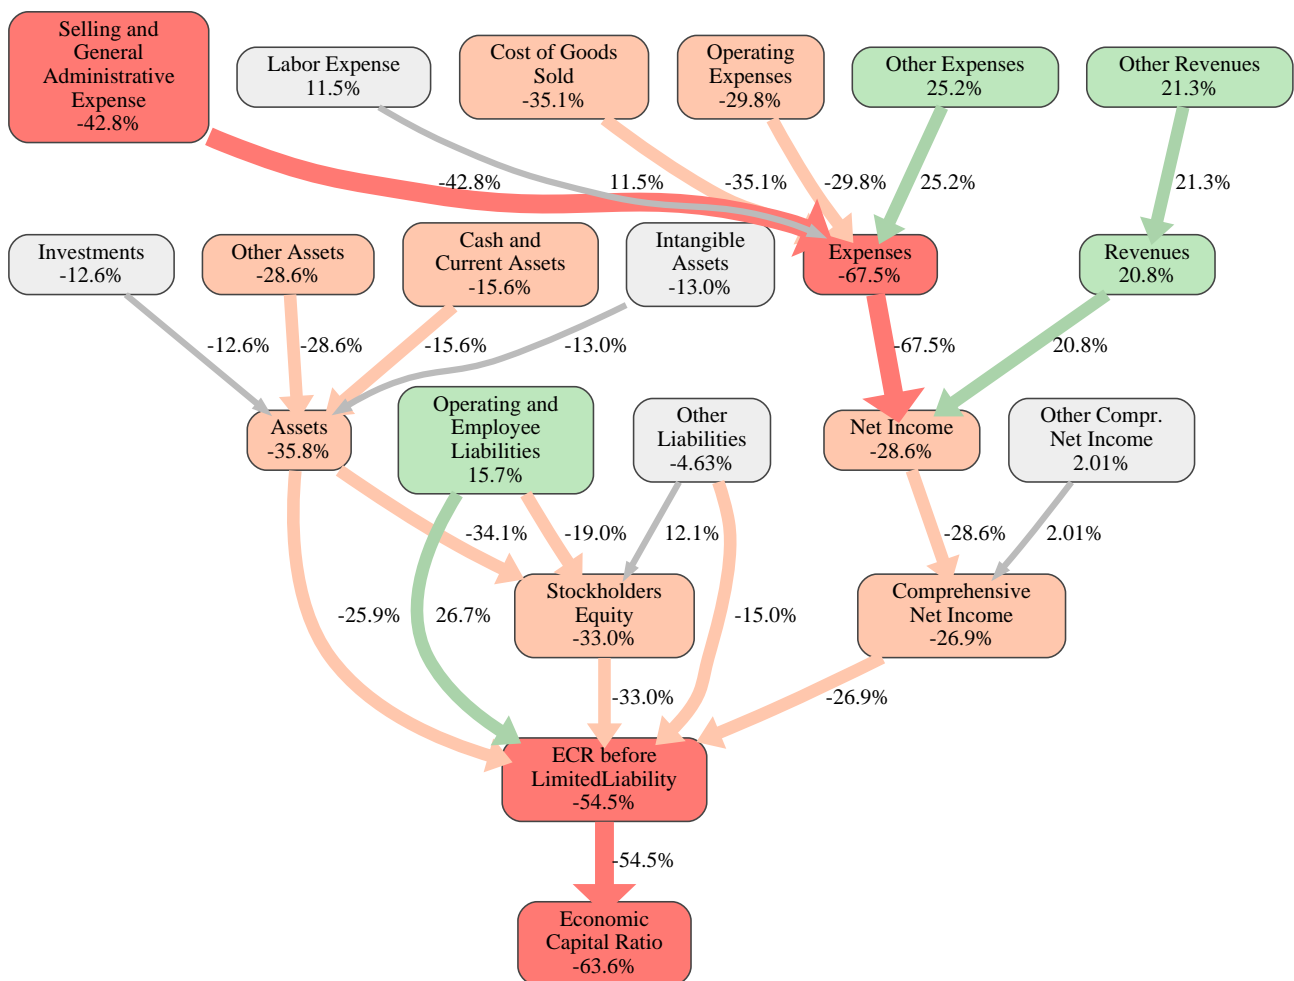 Selling and
General
Administrative
Expense
-42.8%
Labor Expense
11.5%
Cost of Goods
Sold
-35.1%
Operating
Expenses
-29.8%
Other Expenses
25.2%
Other Revenues
21.3%
-42.8%
11.5%
-35.1%
-29.8%
25.2%
21.3%
Investments
-12.6%
Other Assets
-28.6%
Cash and
Current Assets
-15.6%
Intangible
Assets
-13.0%
Expenses
-67.5%
Revenues
20.8%
-12.6%
-28.6%
-15.6%
-13.0%
-67.5%
20.8%
Assets
-35.8%
Operating and
Employee
Liabilities
15.7%
Other
Liabilities
-4.63%
Net Income
-28.6%
Other Compr.
Net Income
2.01%
-34.1%
-19.0%
12.1%
-28.6%
2.01%
-25.9%
26.7%
Stockholders
Equity
-33.0%
-15.0%
Comprehensive
Net Income
-26.9%
-33.0%
-26.9%
ECR before
LimitedLiability
-54.5%
-54.5%
Economic
Capital Ratio
-63.6%